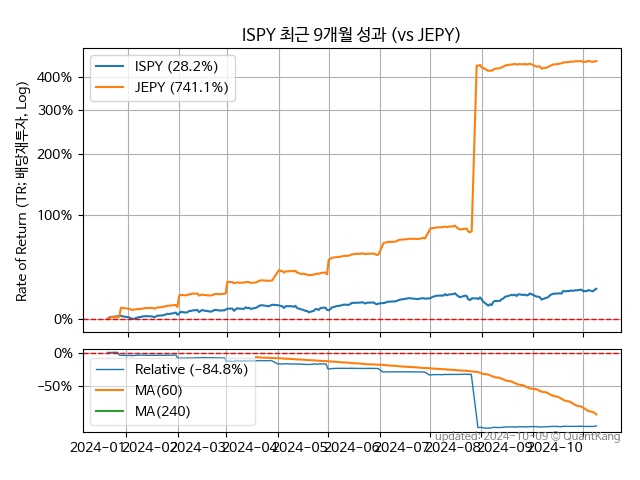 ISPY 최근 9개월 성과 (vs JEPY)
Rate of Return (TR; 배당재투자, Log)
400%
300%
200%
100%
0%
ISPY (28.2%)
JEPY (741.1%)
0%
−50%
Relative (−84.8%)
MA(60)
MA(240)
2024−01
2024−02
2024−03
2024−04
2024−05
2024−06
2024−07
2024−08
2024−09
2024−10
updated: 2024−10−09 © QuantKang